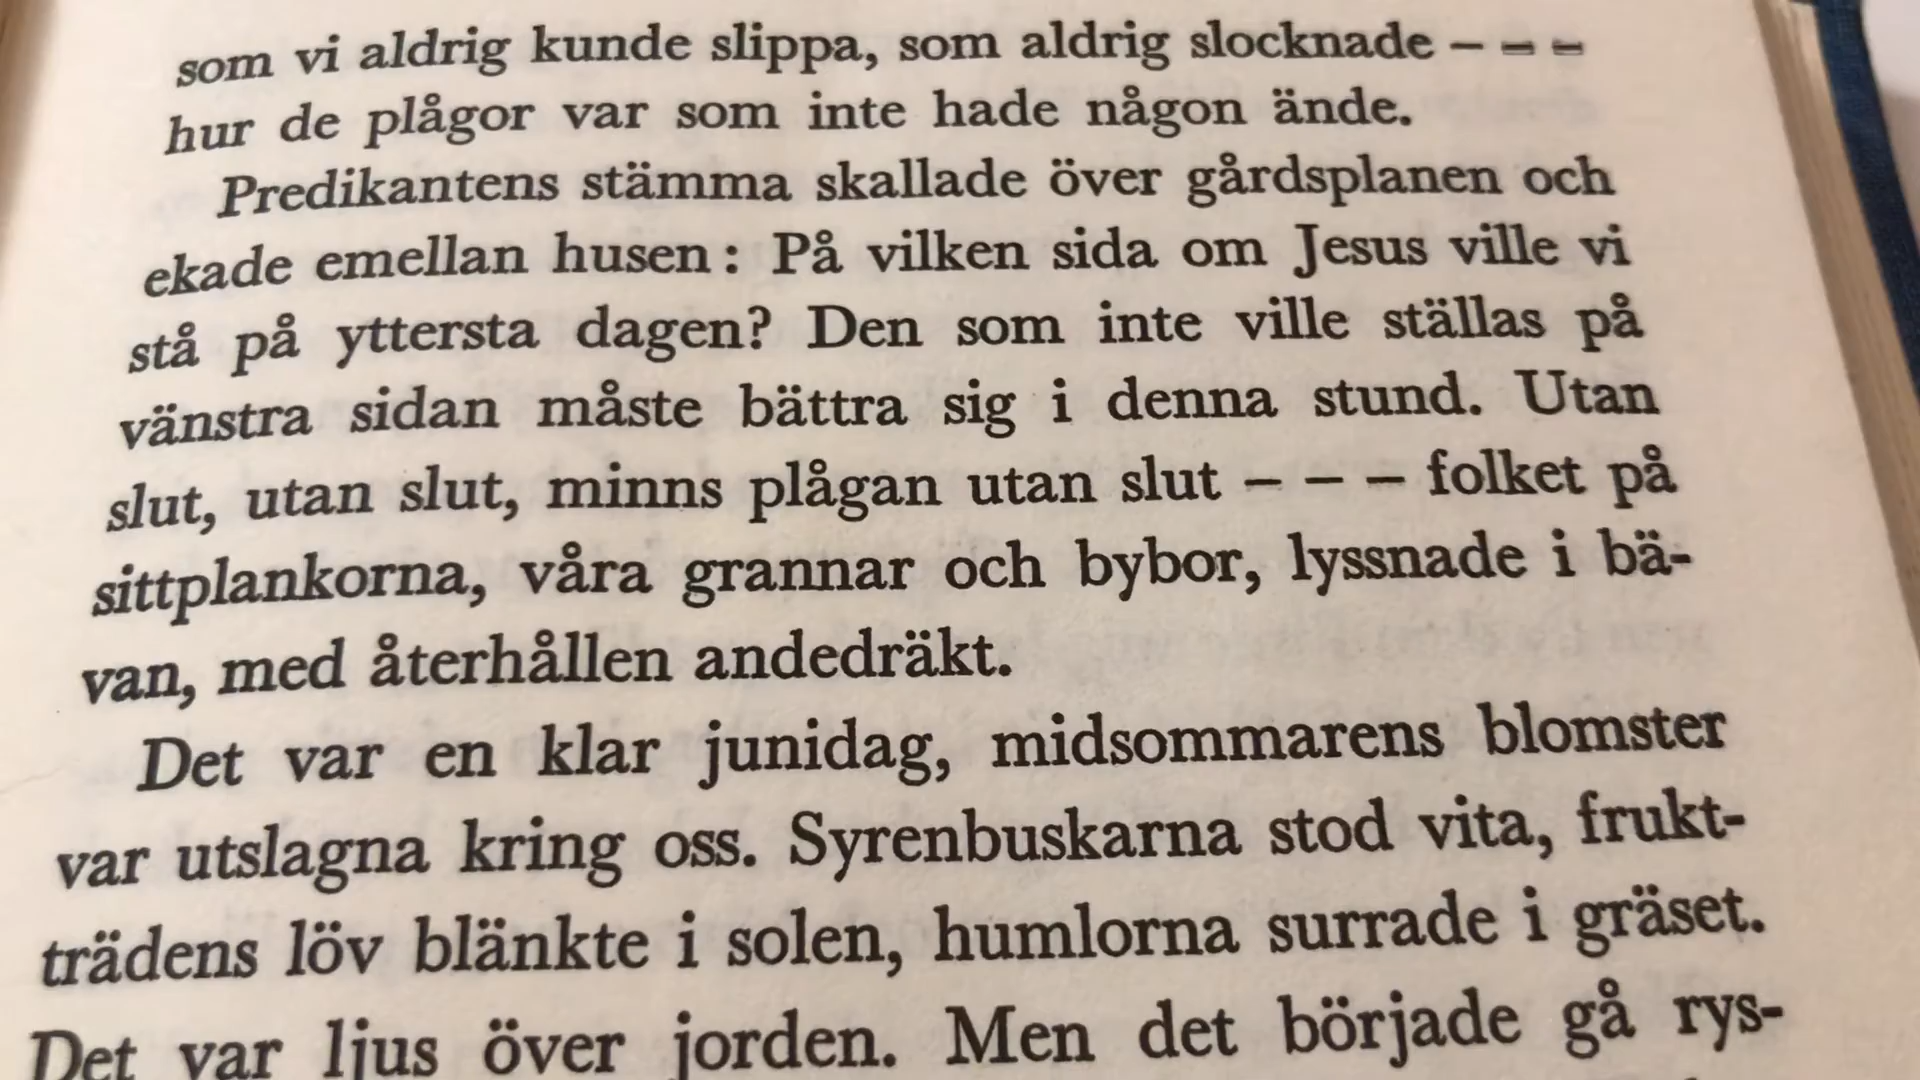 som vi aldrig kunde slippa, som aldrig slocknade – – –
hur de plågor var som inte hade någon ände.
Predikantens stämma skallade över gårdsplanen och
ekade emellan husen: På vilken sida om Jesus ville vi
stå på yttersta dagen? Den som inte ville ställas på
vänstra sidan måste bättra sig i denna stund. Utan
slut, utan slut, minns plågan utan slut – – – folket på
sittplankorna, våra grannar och bybor, lyssnade i bä-
van, med återhållen andedräkt.
Det var en klar junidag, midsommarens blomster
var utslagna kring oss. Syrenbuskarna stod vita, frukt-
trädens löv blänkte i solen, humlorna surrade i gräset.
Det var ljus över jorden. Men det började gå rys-